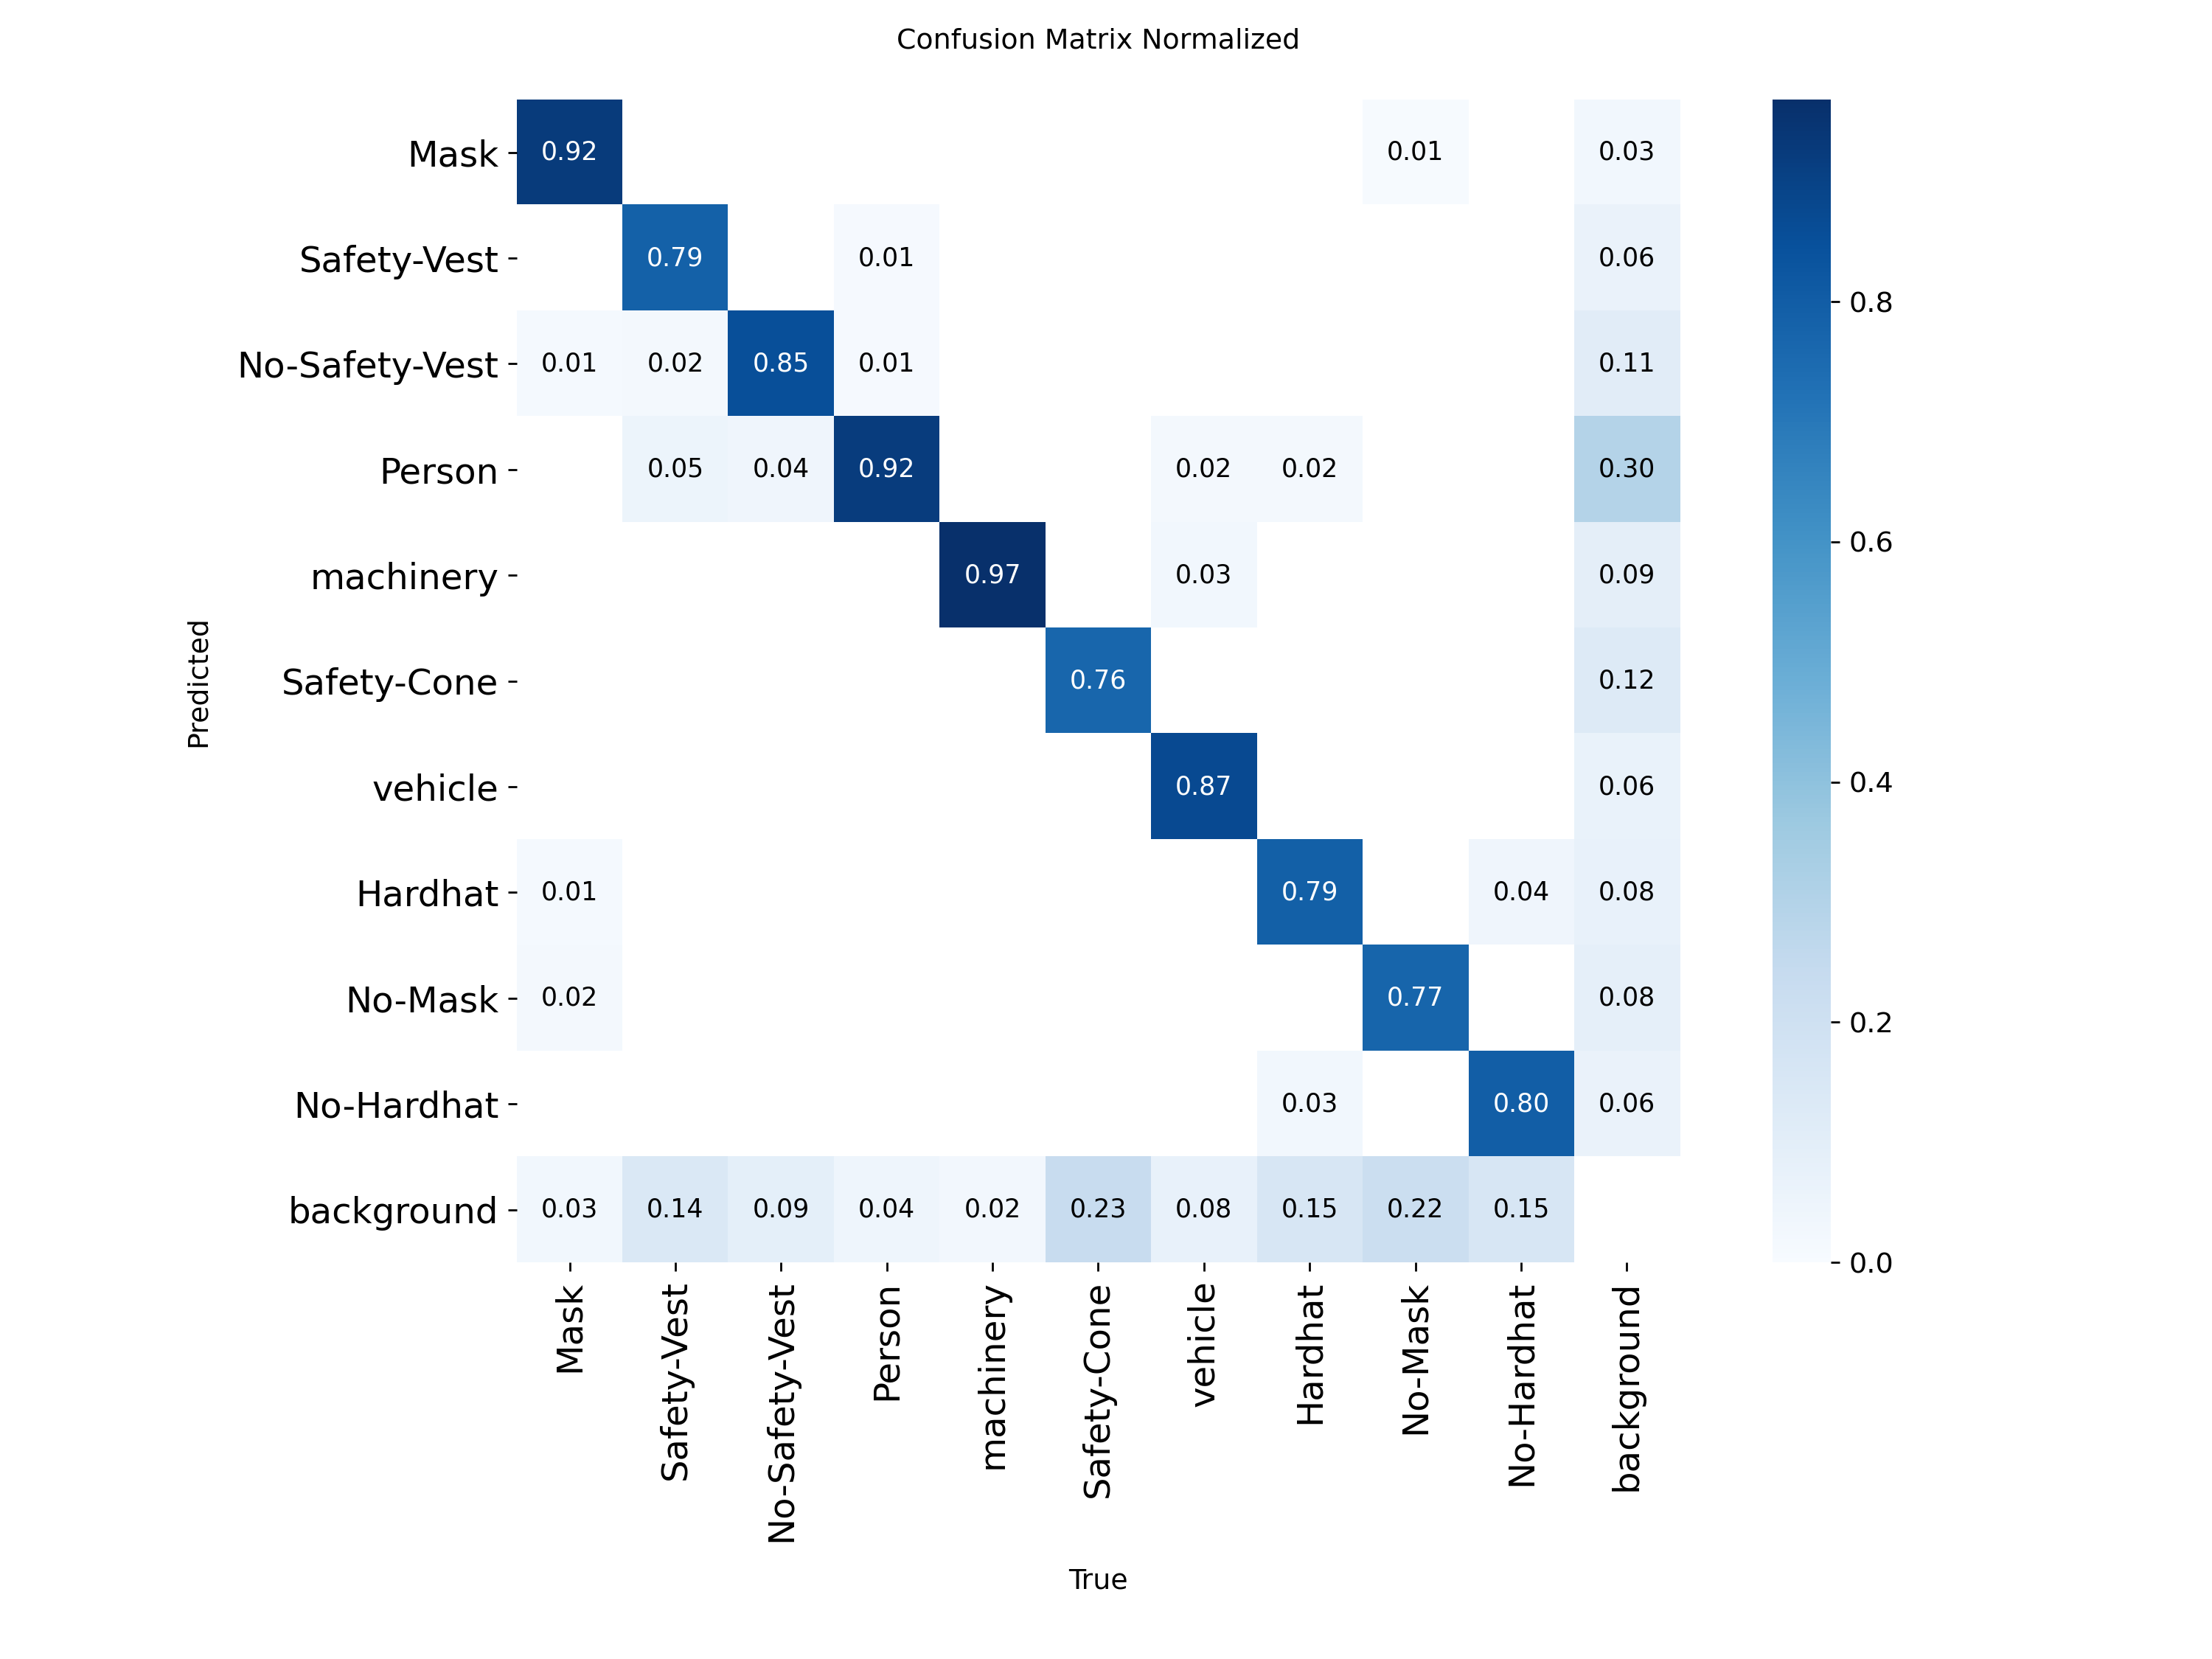 Confusion Matrix Normalized
Mask 0.92 0.01 0.03
Safety-Vest 0.79 0.01 0.06
0.8
No-Safety-Vest 0.01 0.02 0.85 0.01 0.11
Person 0.05 0.04 0.92 0.02 0.02 0.30
0.6
machinery 0.97 0.03 0.09
Predicted
Safety-Cone 0.76 0.12
0.4
vehicle 0.87 0.06
Hardhat 0.01 0.79 0.04 0.08
No-Mask 0.02 0.77 0.08
0.2
No-Hardhat 0.03 0.80 0.06
background 0.03 0.14 0.09 0.04 0.02 0.23 0.08 0.15 0.22 0.15
0.0
Mask
Safety-Vest
No-Safety-Vest
Person
machinery
Safety-Cone
vehicle
Hardhat
No-Mask
No-Hardhat
background
True